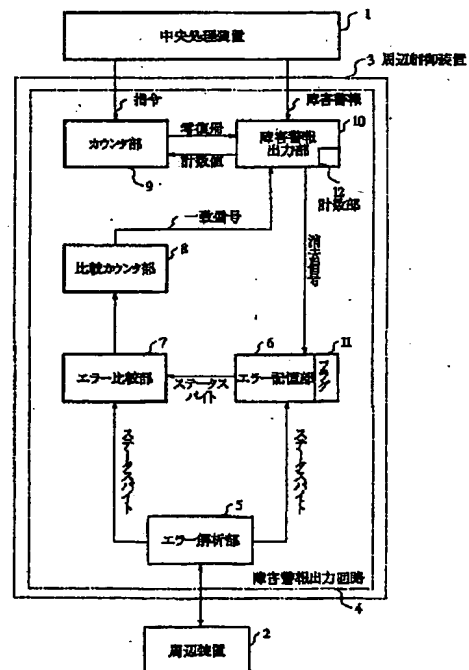 1
中央処理装置
3 周辺制御装置
指令
障害警報
零信号
計数値
カウンタ部
9
障害警報
出力部
10
12
計数部
一致信号
消去信号
比較カウンタ部
8
7
エラー比較部
ステータス
バイト
6
エラー記憶部
11
フラグ
ステータスバイト
ステータスバイト
5
エラー解析部
障害警報出力回路
4
2
周辺装置